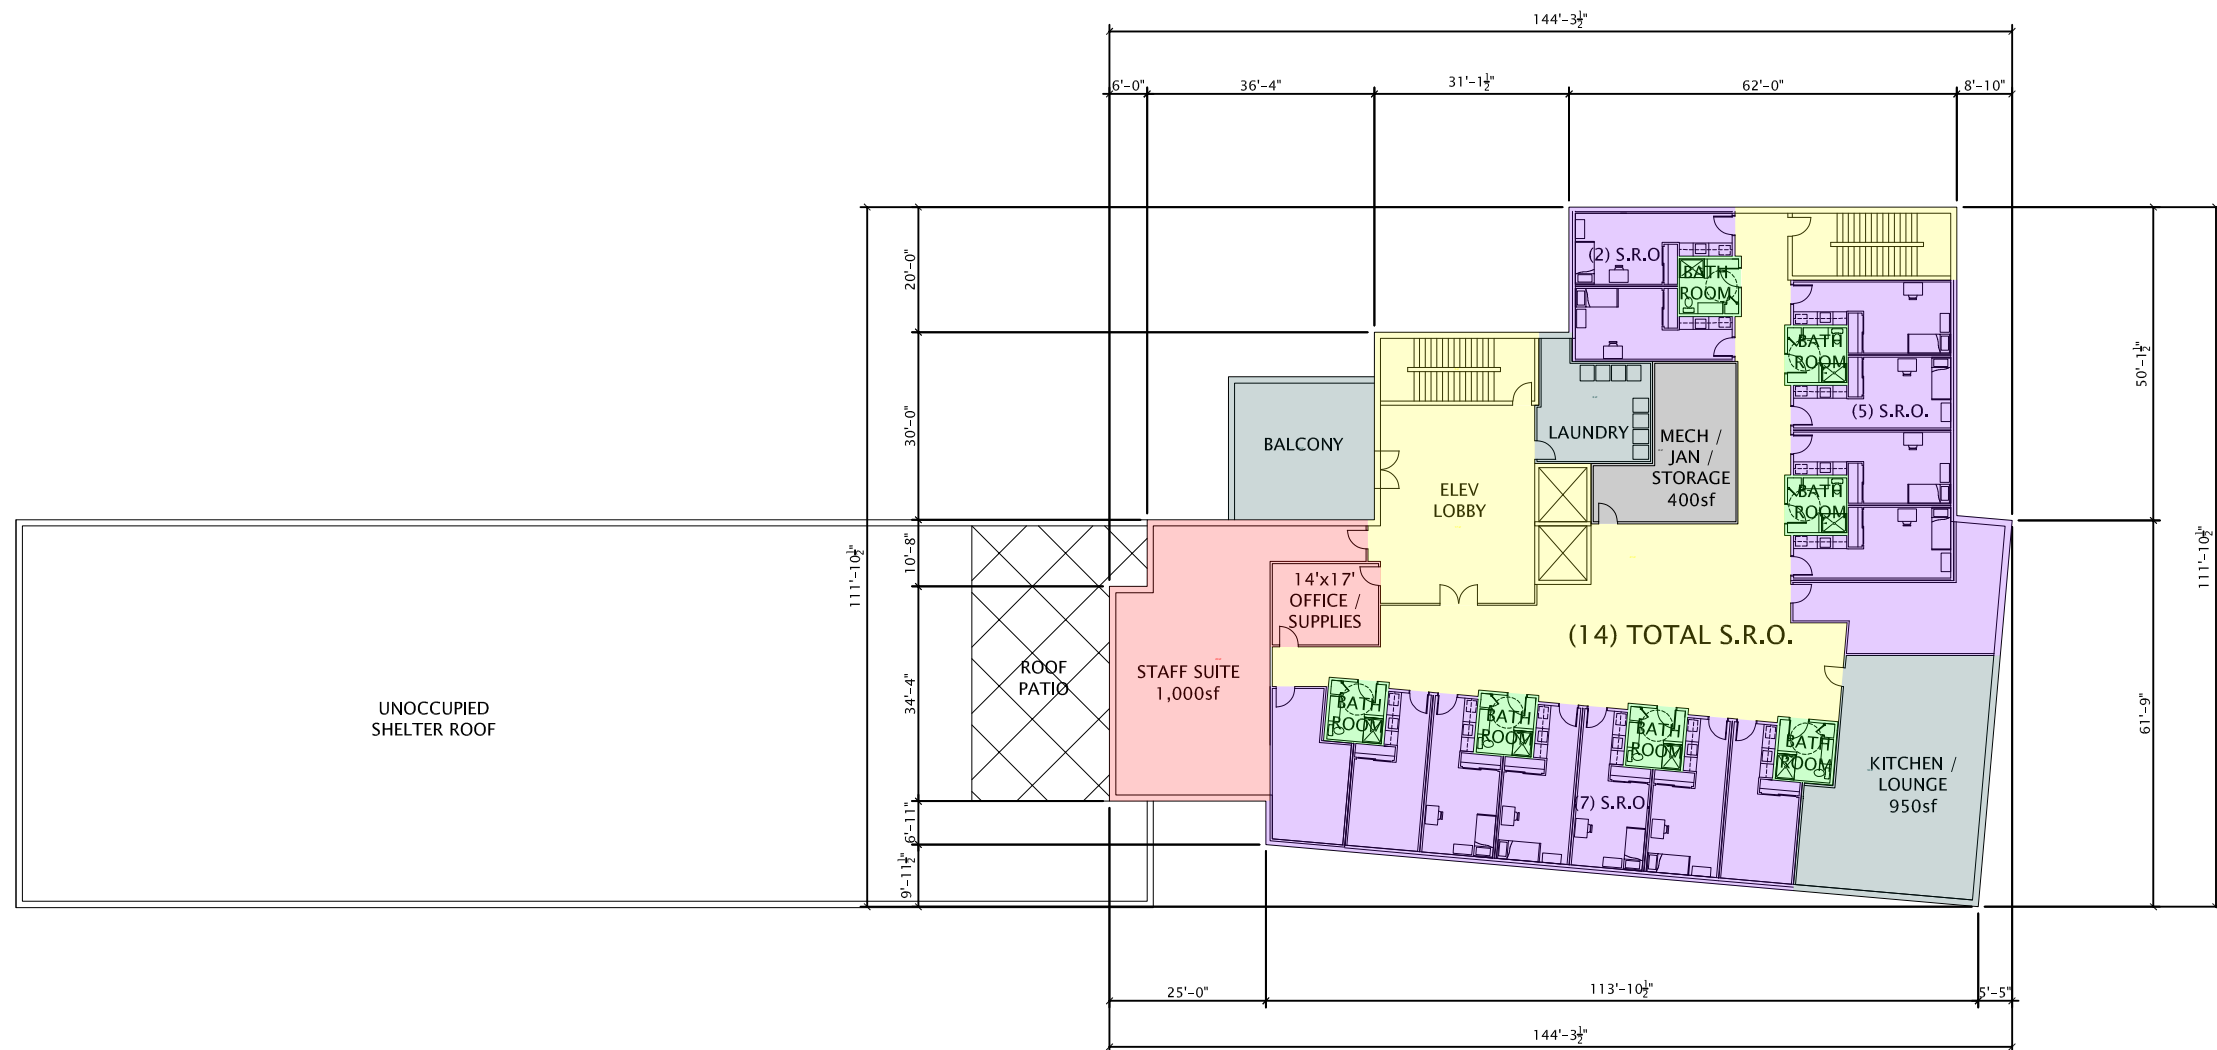 144'-3½"
6'-0"
36'-4"
31'-1½"
62'-0"
8'-10"
20'-0"
30'-0"
10'-8"
34'-4"
6'-11"
9'-11½"
111'-10½"
50'-1½"
61'-9"
111'-10½"
(2) S.R.O
BATH
ROOM
BATH
ROOM
(5) S.R.O.
BATH
ROOM
BALCONY
LAUNDRY
MECH /
JAN /
STORAGE
400sf
ELEV
LOBBY
14'x17'
OFFICE /
SUPPLIES
(14) TOTAL S.R.O.
STAFF SUITE
1,000sf
ROOF
PATIO
UNOCCUPIED
SHELTER ROOF
BATH
ROOM
BATH
ROOM
BATH
ROOM
BATH
ROOM
(7) S.R.O.
KITCHEN /
LOUNGE
950sf
25'-0"
113'-10½"
5'-5"
144'-3½"